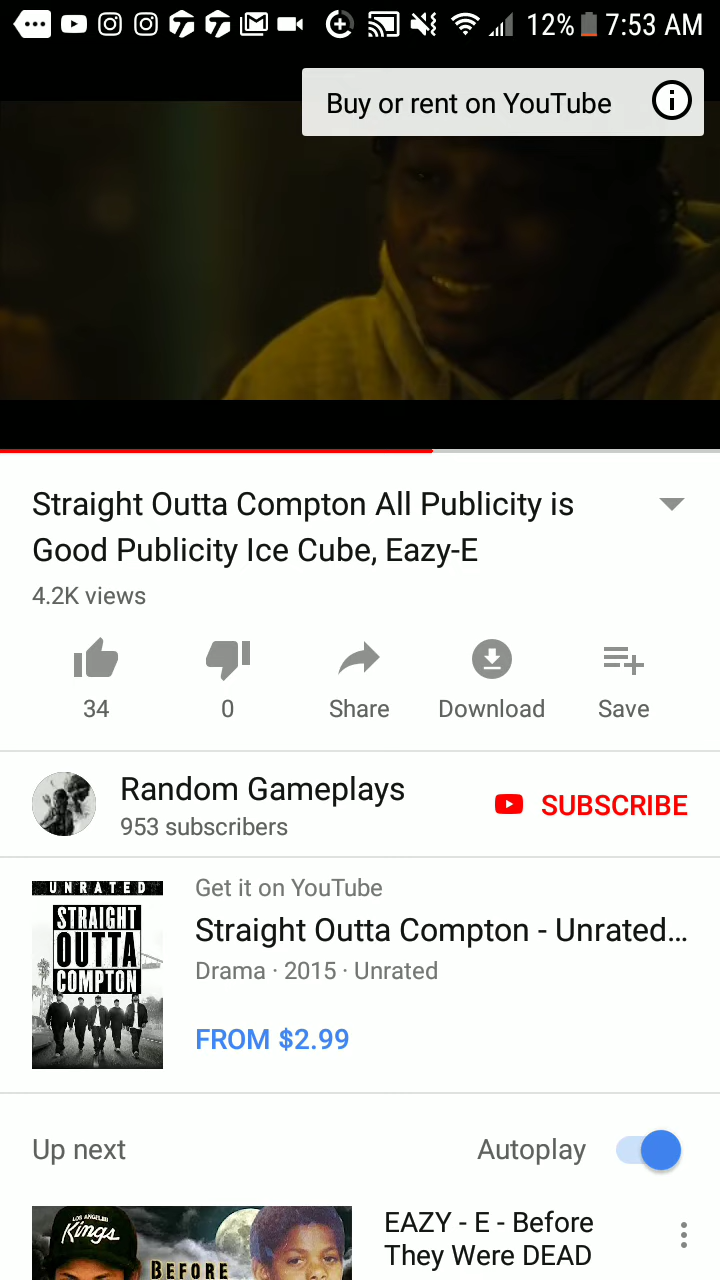 12% 7:53 AM
Buy or rent on YouTube
Straight Outta Compton All Publicity is
Good Publicity Ice Cube, Eazy-E
4.2K views
34
0
Share
Download
Save
Random Gameplays
953 subscribers
SUBSCRIBE
UNRATED
STRAIGHT
OUTTA
COMPTON
Get it on YouTube
Straight Outta Compton - Unrated...
Drama · 2015 · Unrated
FROM $2.99
Up next
Autoplay
LOS ANGELES
Kings
BEFORE
EAZY - E - Before
They Were DEAD